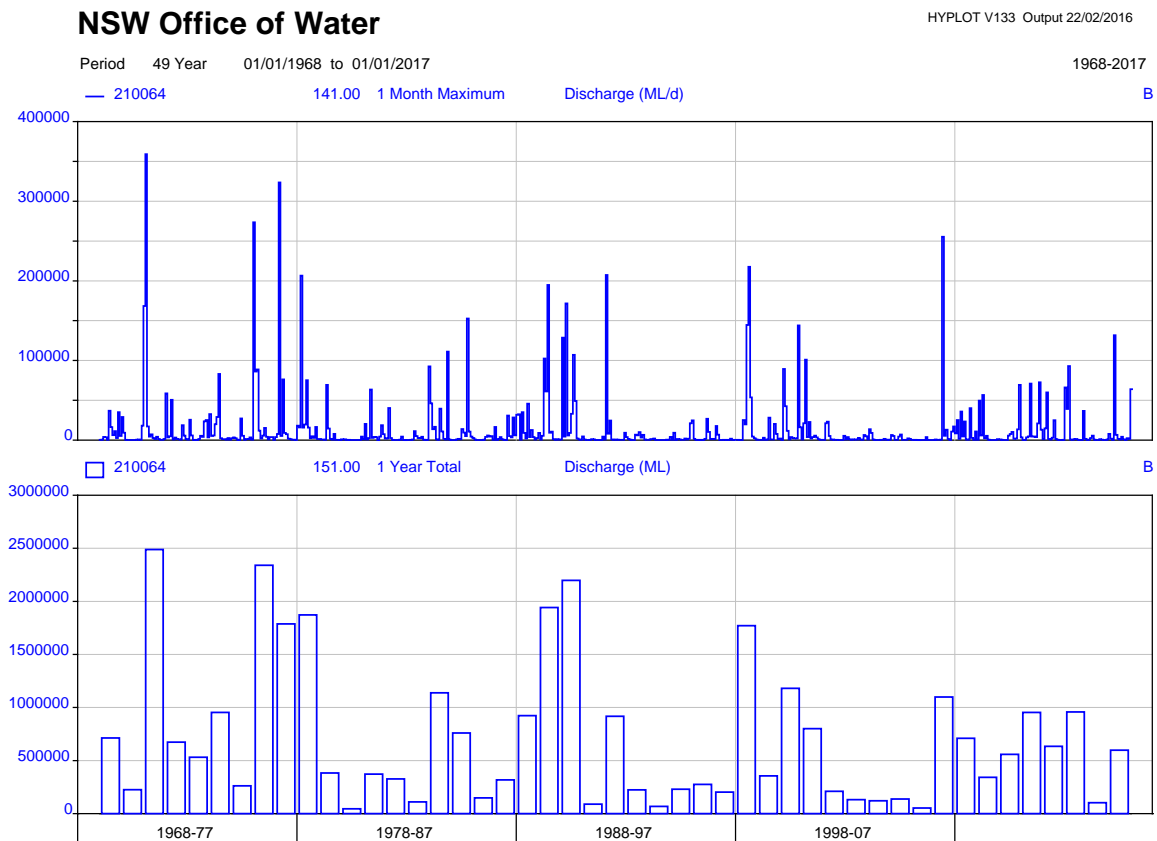 NSW Office of Water
HYPLOT V133 Output 22/02/2016
Period 49 Year 01/01/1968 to 01/01/2017 1968-2017
210064 141.00 1 Month Maximum Discharge (ML/d) B
400000
300000
200000
100000
0
210064 151.00 1 Year Total Discharge (ML) B
3000000
2500000
2000000
1500000
1000000
500000
0
1968-77 1978-87 1988-97 1998-07